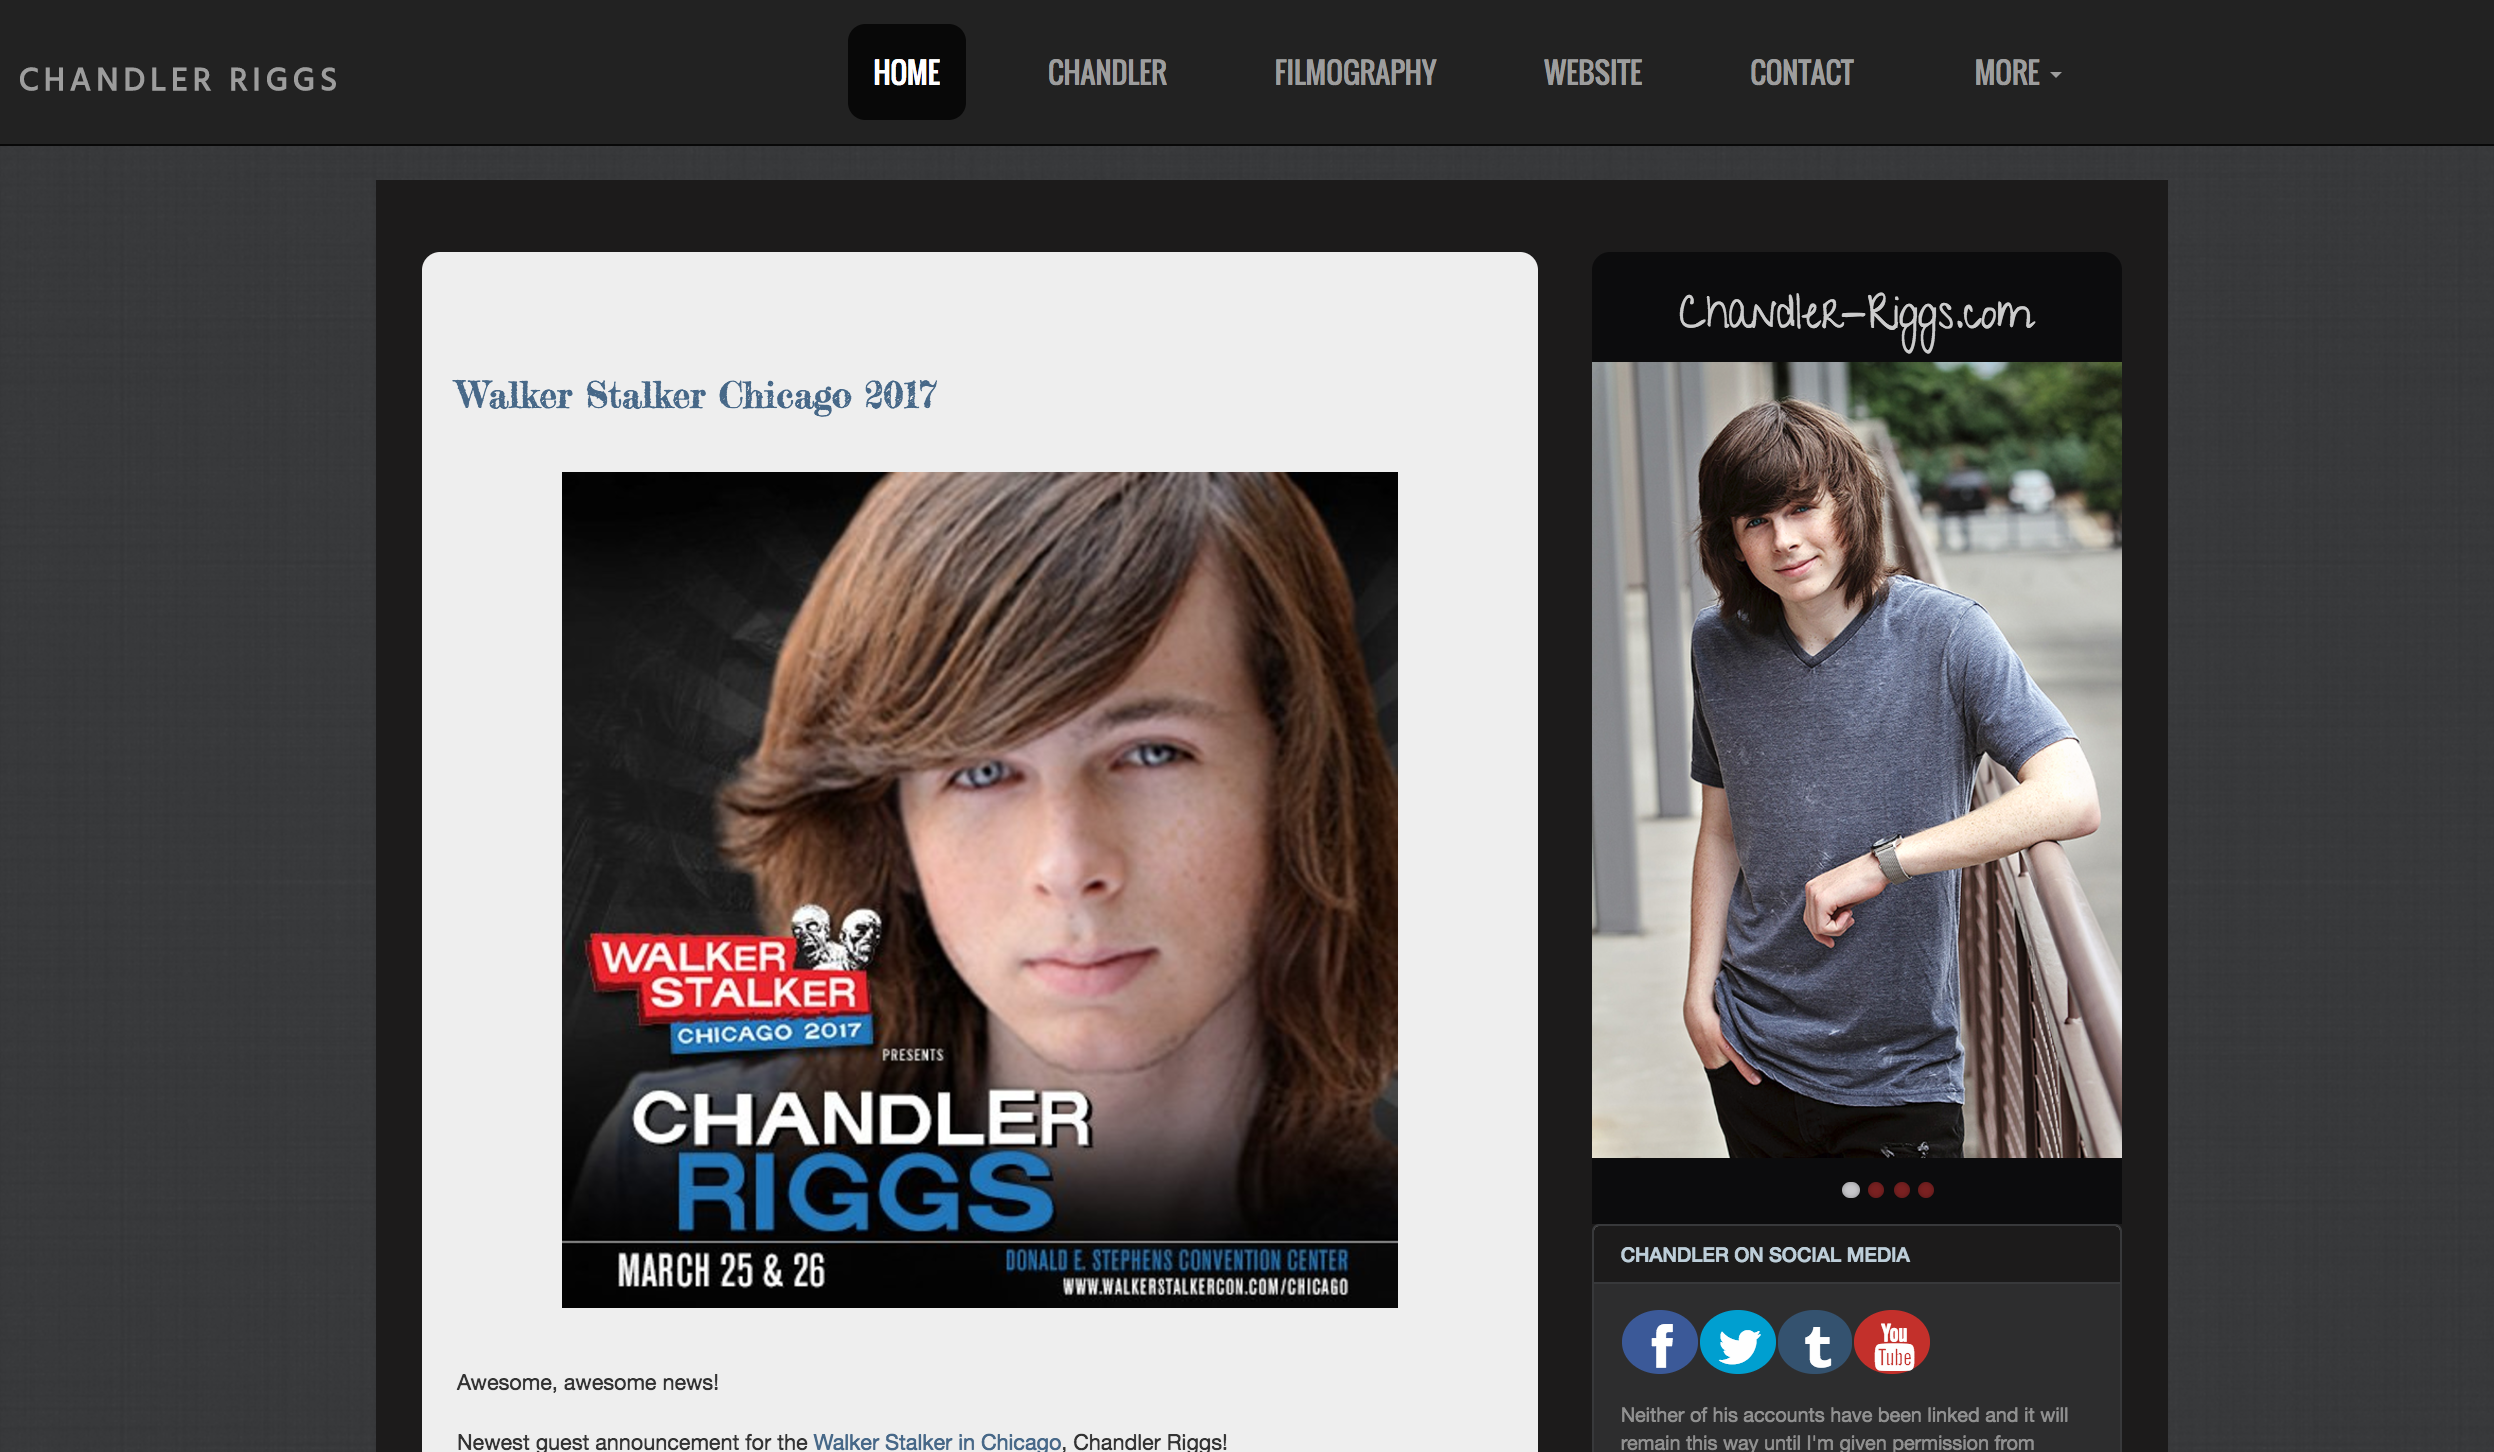 CHANDLER RIGGS
HOME CHANDLER FILMOGRAPHY WEBSITE CONTACT MORE
Walker Stalker Chicago 2017
WALKER
STALKER
CHICAGO 2017
PRESENTS
CHANDLER
RIGGS
MARCH 25 & 26
DONALD E. STEPHENS CONVENTION CENTER
WWW.WALKERSTALKERCON.COM/CHICAGO
Awesome, awesome news!
Newest guest announcement for the Walker Stalker in Chicago, Chandler Riggs!
Chandler-Riggs.com
CHANDLER ON SOCIAL MEDIA
f t You
Tube
Neither of his accounts have been linked and it will
remain this way until I'm given permission from